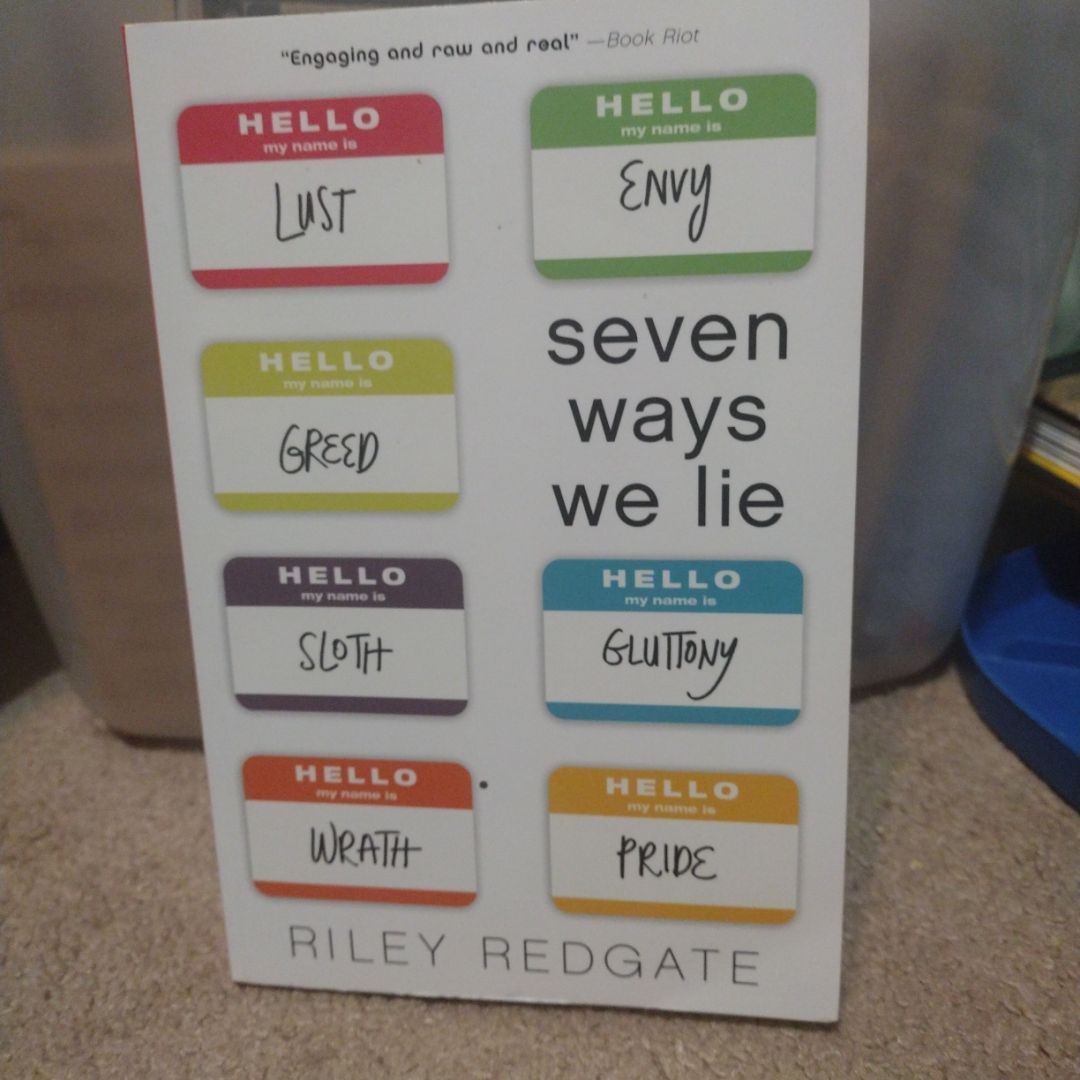 "Engaging and raw and real" —Book Riot
HELLO
my name is
LUST
HELLO
my name is
ENVY
HELLO
my name is
GREED
seven
ways
we lie
HELLO
my name is
SLOTH
HELLO
my name is
GLUTTONY
HELLO
my name is
WRATH
HELLO
my name is
PRIDE
RILEY REDGATE